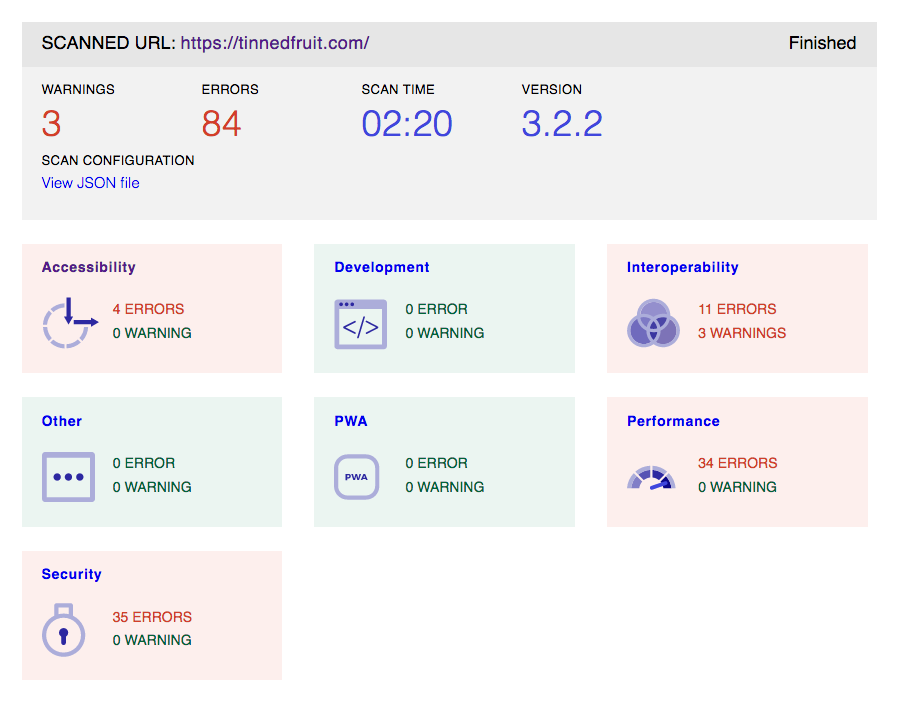 SCANNED URL: https://tinnedfruit.com/ Finished
WARNINGS ERRORS SCAN TIME VERSION
3 84 02:20 3.2.2
SCAN CONFIGURATION
View JSON file
Accessibility
4 ERRORS
0 WARNING
Development
</>
0 ERROR
0 WARNING
Interoperability
11 ERRORS
3 WARNINGS
Other
0 ERROR
0 WARNING
PWA
PWA
0 ERROR
0 WARNING
Performance
34 ERRORS
0 WARNING
Security
35 ERRORS
0 WARNING